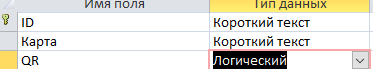 Имя поля Тип данных
ID Короткий текст
Карта Короткий текст
QR Логический